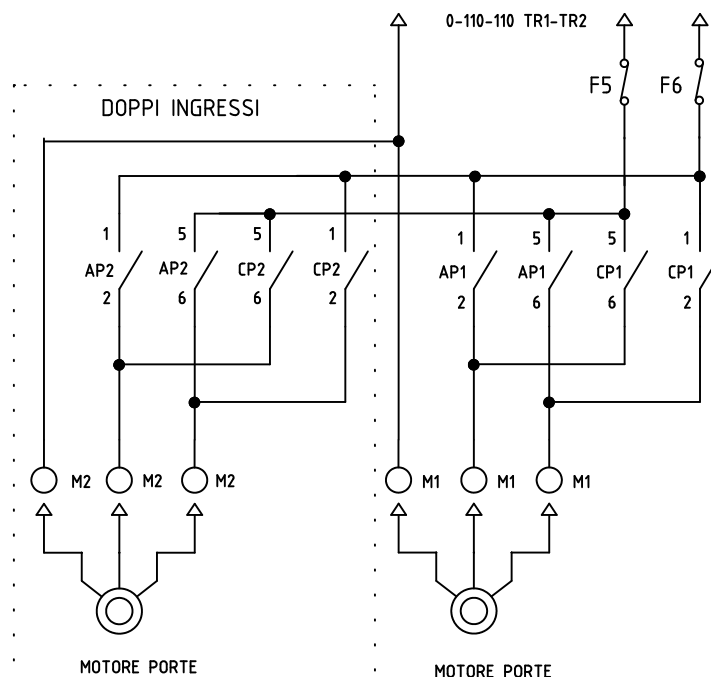 0-110-110 TR1-TR2
F5 F6
DOPPI INGRESSI
1 5 5 1 1 5 5 1
AP2 AP2 CP2 CP2 AP1 AP1 CP1 CP1
2 6 6 2 2 6 6 2
M2 M2 M2 M1 M1 M1
MOTORE PORTE MOTORE PORTE